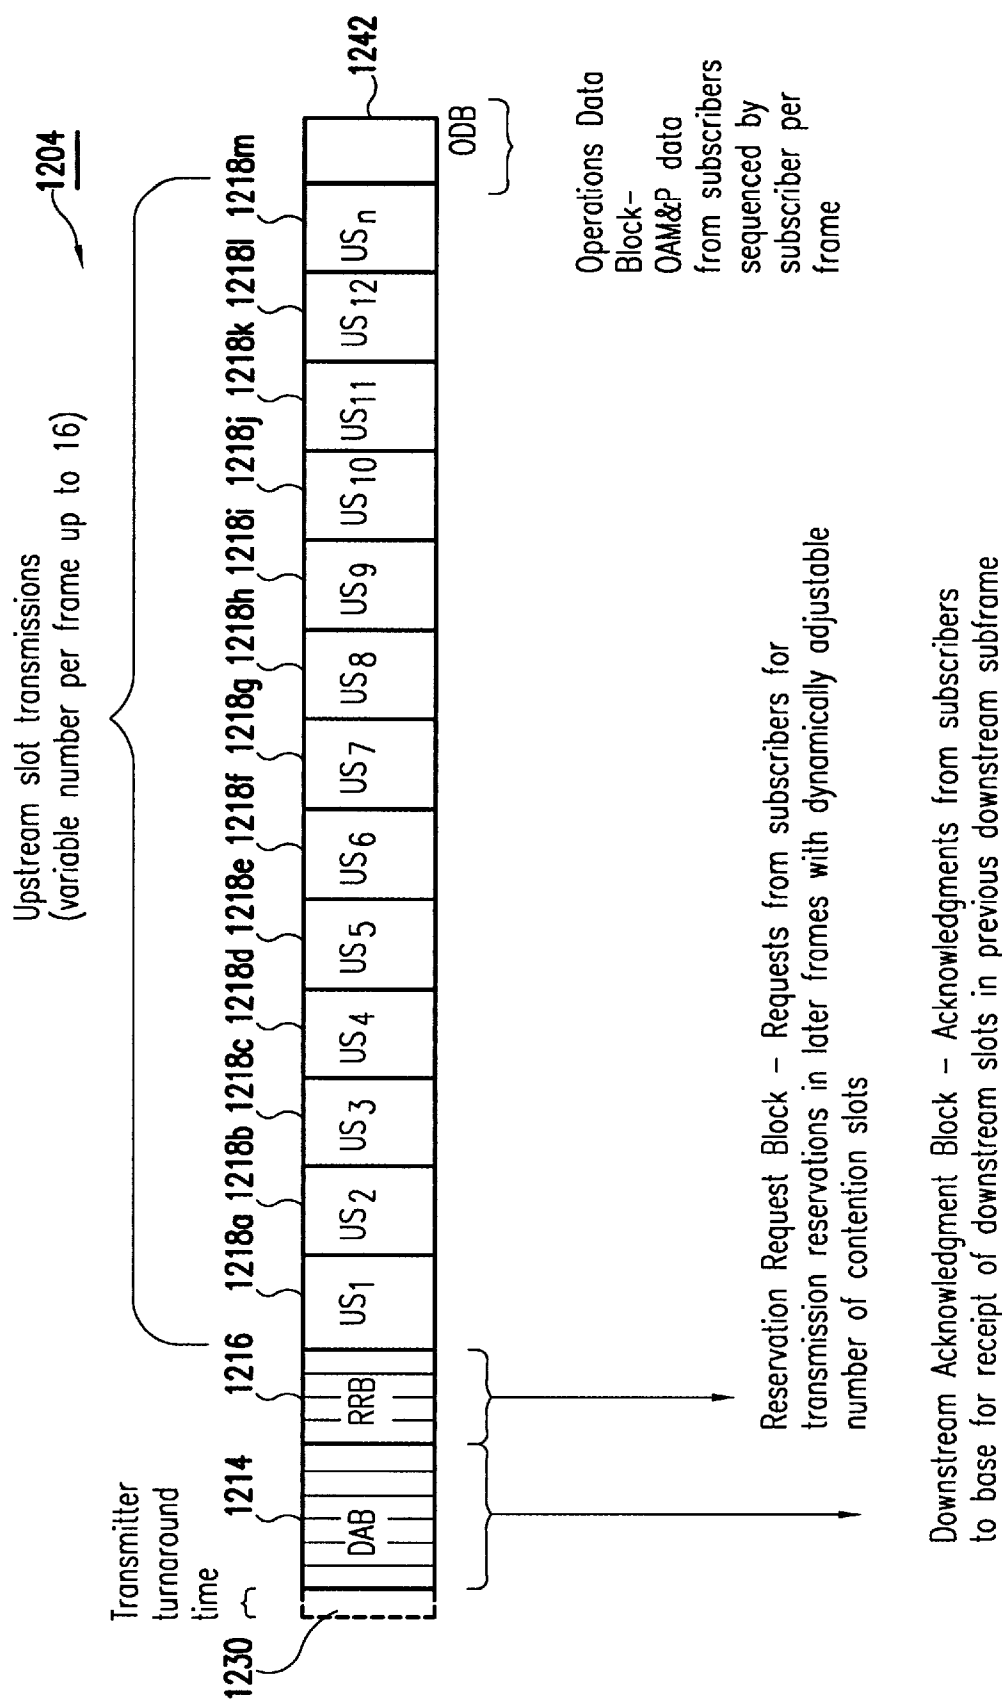 Upstream slot transmissions
(variable number per frame up to 16)
1204
Transmitter
turnaround
time
1230
1214
1216
1218a
1218b
1218c
1218d
1218e
1218f
1218g
1218h
1218i
1218j
1218k
1218l
1218m
1242
DAB
RRB
US1
US2
US3
US4
US5
US6
US7
US8
US9
US10
US11
US12
USn
ODB
Operations Data
Block-
OAM&P data
from subscribers
sequenced by
subscriber per
frame
Reservation Request Block – Requests from subscribers for
transmission reservations in later frames with dynamically adjustable
number of contention slots
Downstream Acknowledgment Block – Acknowledgments from subscribers
to base for receipt of downstream slots in previous downstream subframe